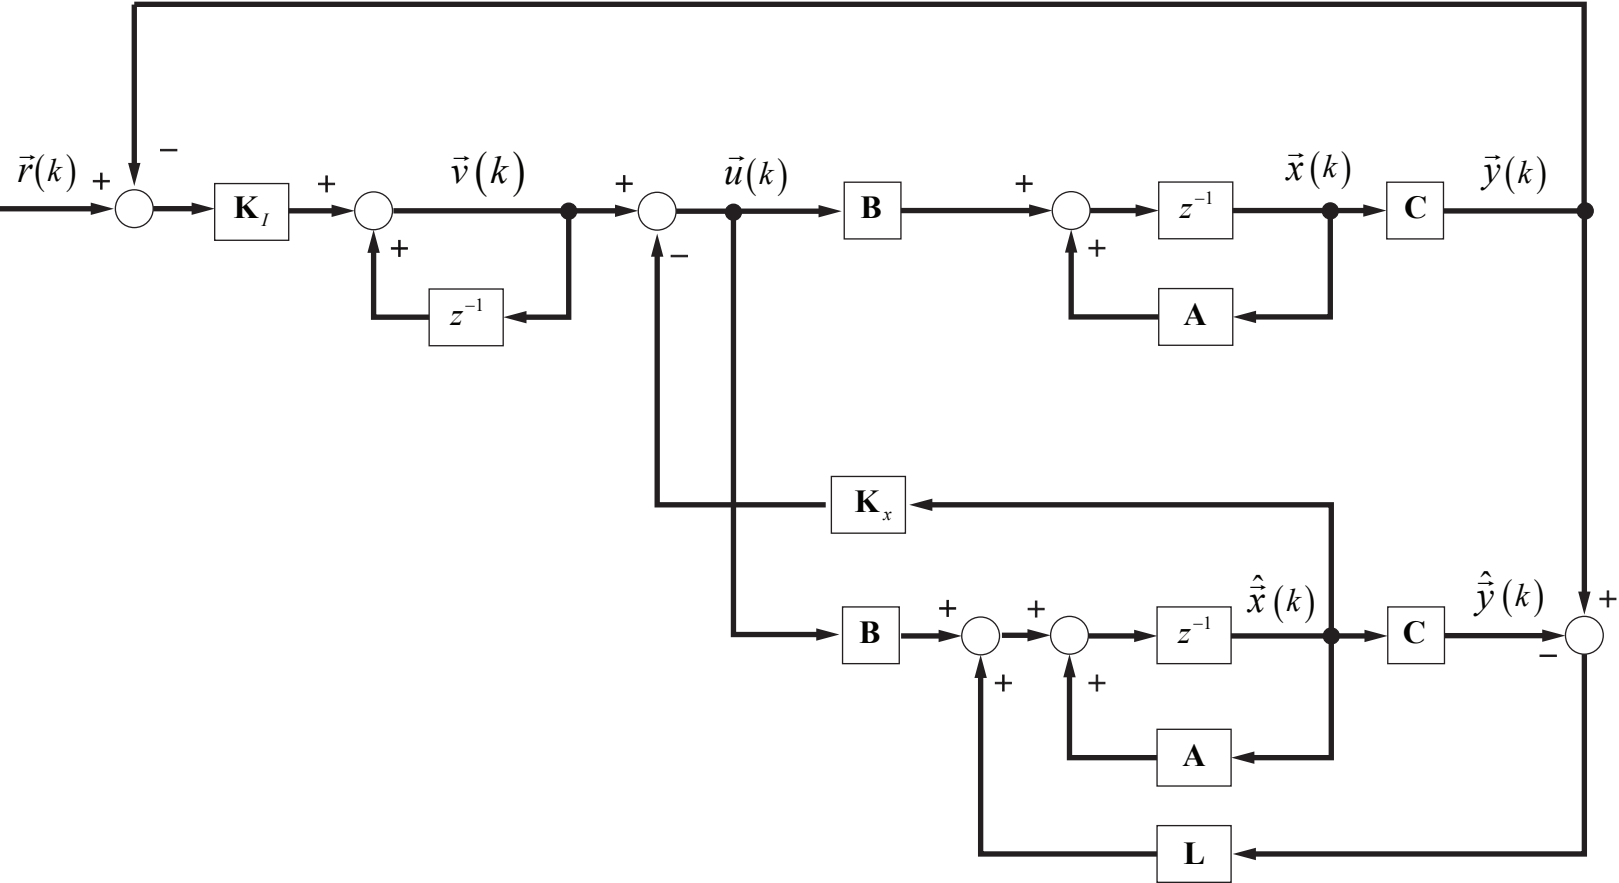 −
r⃗(k) + K_I + v⃗(k) + u⃗(k) B + z⁻¹ x⃗(k) C y⃗(k)
+ − +
z⁻¹ A
K_x
B + + z⁻¹ x̂⃗(k) C ŷ⃗(k) +
−
+ +
A
L